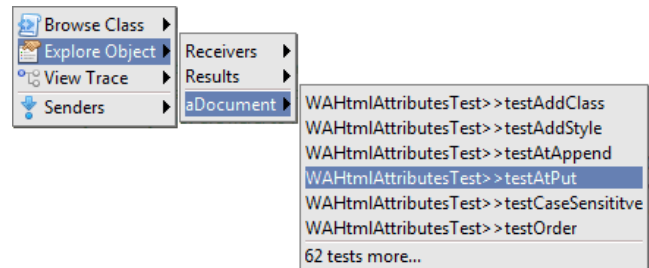 Browse Class
Explore Object
View Trace
Senders
Receivers
Results
aDocument
WAHtmlAttributesTest>>testAddClass
WAHtmlAttributesTest>>testAddStyle
WAHtmlAttributesTest>>testAtAppend
WAHtmlAttributesTest>>testAtPut
WAHtmlAttributesTest>>testCaseSensititve
WAHtmlAttributesTest>>testOrder
62 tests more...